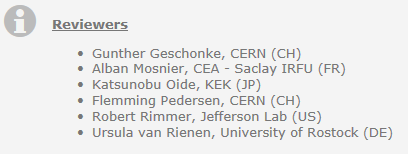 Reviewers
• Gunther Geschonke, CERN (CH)
• Alban Mosnier, CEA - Saclay IRFU (FR)
• Katsunobu Oide, KEK (JP)
• Flemming Pedersen, CERN (CH)
• Robert Rimmer, Jefferson Lab (US)
• Ursula van Rienen, University of Rostock (DE)